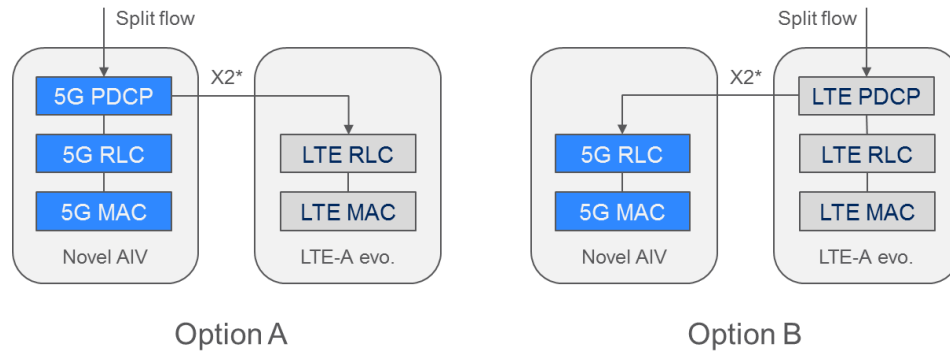 Split flow
X2*
5G PDCP
5G RLC
LTE RLC
5G MAC
LTE MAC
Novel AIV
LTE-A evo.
Option A
Split flow
X2*
LTE PDCP
5G RLC
LTE RLC
5G MAC
LTE MAC
Novel AIV
LTE-A evo.
Option B